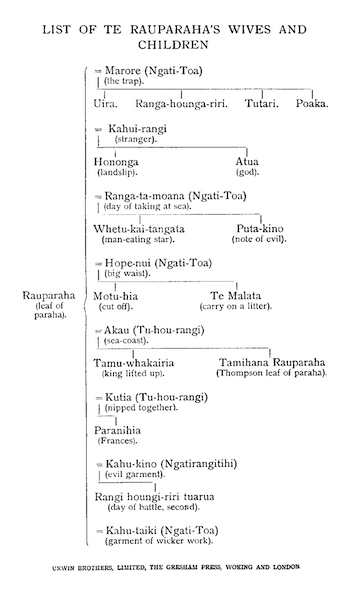 LIST OF TE RAUPARAHA'S WIVES AND
CHILDREN
= Marore (Ngati-Toa)
(the trap).
Uira. Ranga-hounga-riri. Tutari. Poaka.
= Kahui-rangi
(stranger).
Hononga Atua
(landslip). (god).
= Ranga-ta-moana (Ngati-Toa)
(day of taking at sea).
Whetu-kai-tangata Puta-kino
(man-eating star). (note of evil).
= Hope-nui (Ngati-Toa)
(big waist).
Rauparaha
(leaf of
paraha).
Motu-hia Te Malata
(cut off). (carry on a litter).
= Akau (Tu-hou-rangi)
(sea-coast).
Tamu-whakairia Tamihana Rauparaha
(king lifted up). (Thompson leaf of paraha).
= Kutia (Tu-hou-rangi)
(nipped together).
Paranihia
(Frances).
= Kahu-kino (Ngatirangitihi)
(evil garment).
Rangi houngi-riri tuarua
(day of battle, second).
= Kahu-taiki (Ngati-Toa)
(garment of wicker work).
UNWIN BROTHERS, LIMITED, THE GRESHAM PRESS, WOKING AND LONDON